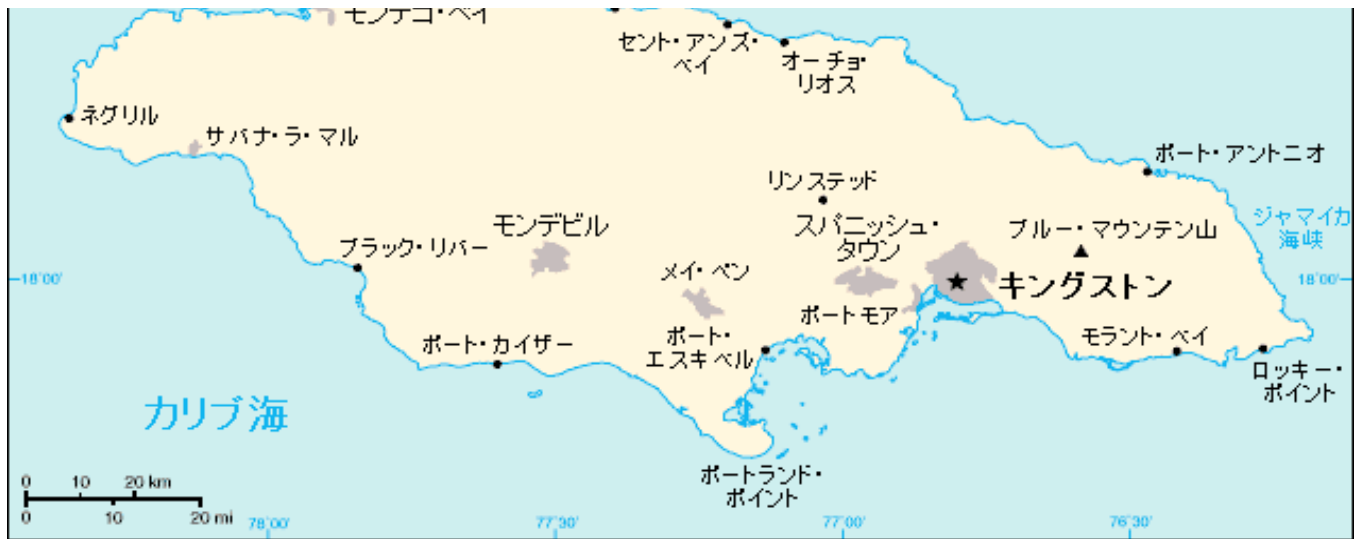 モンテゴ・ベイ
セント・アンズ・
ベイ
オーチョ・
リオス
ネグリル
サバナ・ラ・マル
ポート・アントニオ
リンステッド
ジャマイカ
海峡
スパニッシュ・
タウン
ブルー・マウンテン山
モンデビル
ブラック・リバー
メイ・ペン
18°00'
キングストン
18°00'
ポートモア
ポート・
エスキベル
ポート・カイザー
モラント・ベイ
ロッキー・
ポイント
カリブ海
ポートランド・
ポイント
0 10 20 km
0 10 20 mi
78°00'
77°30'
77°00'
76°30'